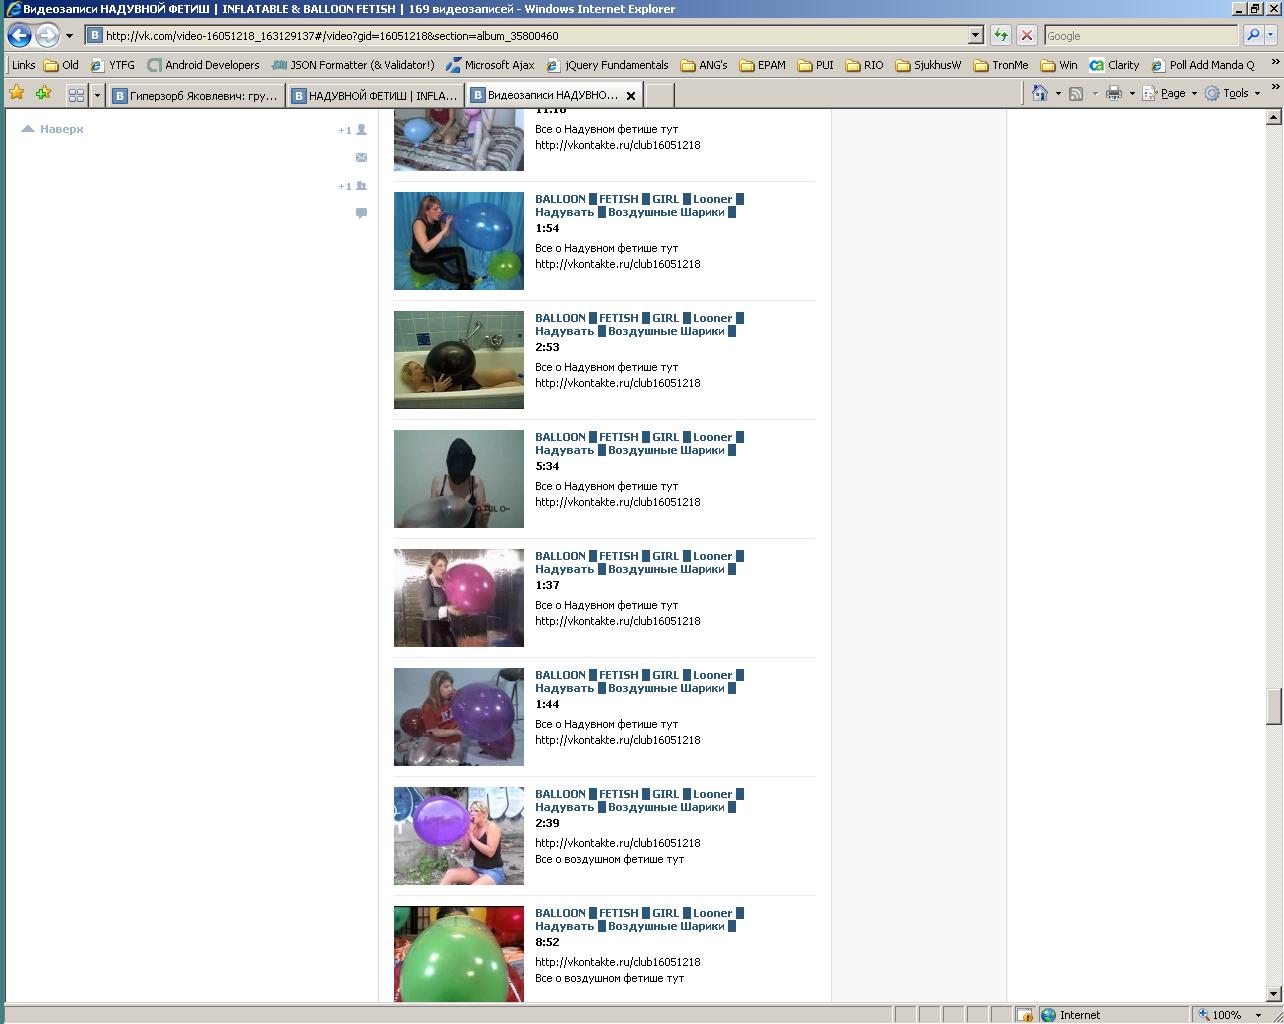 Видеозаписи НАДУВНОЙ ФЕТИШ | INFLATABLE & BALLOON FETISH | 169 видеозаписей - Windows Internet Explorer
http://vk.com/video-16051218_163129137#/video?gid=16051218&section=album_35800460
Google
Links Old YTFG Android Developers JSON Formatter (& Validator!) Microsoft Ajax jQuery Fundamentals ANG's EPAM PUI RIO SjukhusW TronMe Win Clarity Poll Add Manda Q
Гиперзорб Яковлевич: гру... НАДУВНОЙ ФЕТИШ | INFLA... Видеозаписи НАДУВНО... Page Tools
Наверх
+1
+1
11:16
Все о Надувном фетише тут
http://vkontakte.ru/club16051218
BALLOON █ FETISH █ GIRL █ Looner █
Надувать █ Воздушные Шарики █
1:54
Все о Надувном фетише тут
http://vkontakte.ru/club16051218
BALLOON █ FETISH █ GIRL █ Looner █
Надувать █ Воздушные Шарики █
2:53
Все о Надувном фетише тут
http://vkontakte.ru/club16051218
BALLOON █ FETISH █ GIRL █ Looner █
Надувать █ Воздушные Шарики █
5:34
Все о Надувном фетише тут
http://vkontakte.ru/club16051218
BALLOON █ FETISH █ GIRL █ Looner █
Надувать █ Воздушные Шарики █
1:37
Все о Надувном фетише тут
http://vkontakte.ru/club16051218
BALLOON █ FETISH █ GIRL █ Looner █
Надувать █ Воздушные Шарики █
1:44
Все о Надувном фетише тут
http://vkontakte.ru/club16051218
BALLOON █ FETISH █ GIRL █ Looner █
Надувать █ Воздушные Шарики █
2:39
http://vkontakte.ru/club16051218
Все о воздушном фетише тут
BALLOON █ FETISH █ GIRL █ Looner █
Надувать █ Воздушные Шарики █
8:52
http://vkontakte.ru/club16051218
Все о воздушном фетише тут
Internet 100%